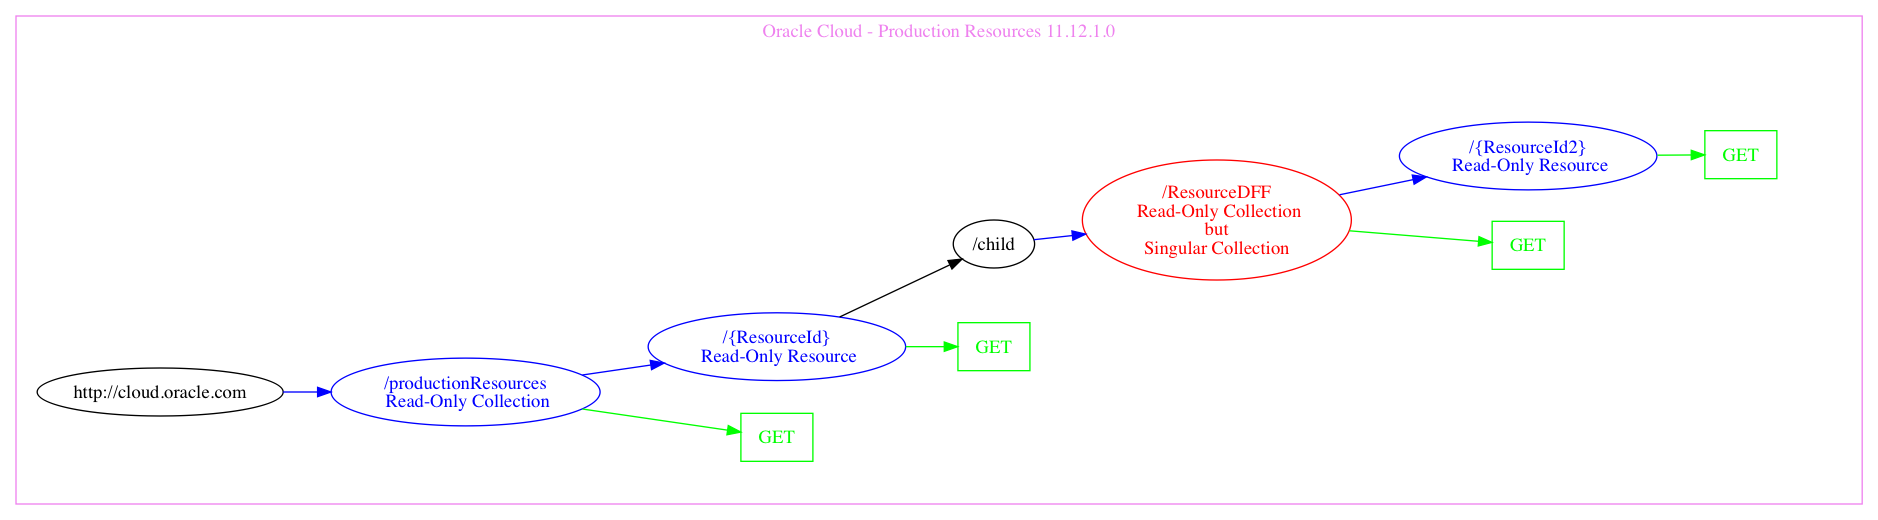 Oracle Cloud - Production Resources 11.12.1.0
/{ResourceId2}
Read-Only Resource
GET
/ResourceDFF
Read-Only Collection
but
Singular Collection
GET
/child
/{ResourceId}
Read-Only Resource
GET
http://cloud.oracle.com
/productionResources
Read-Only Collection
GET